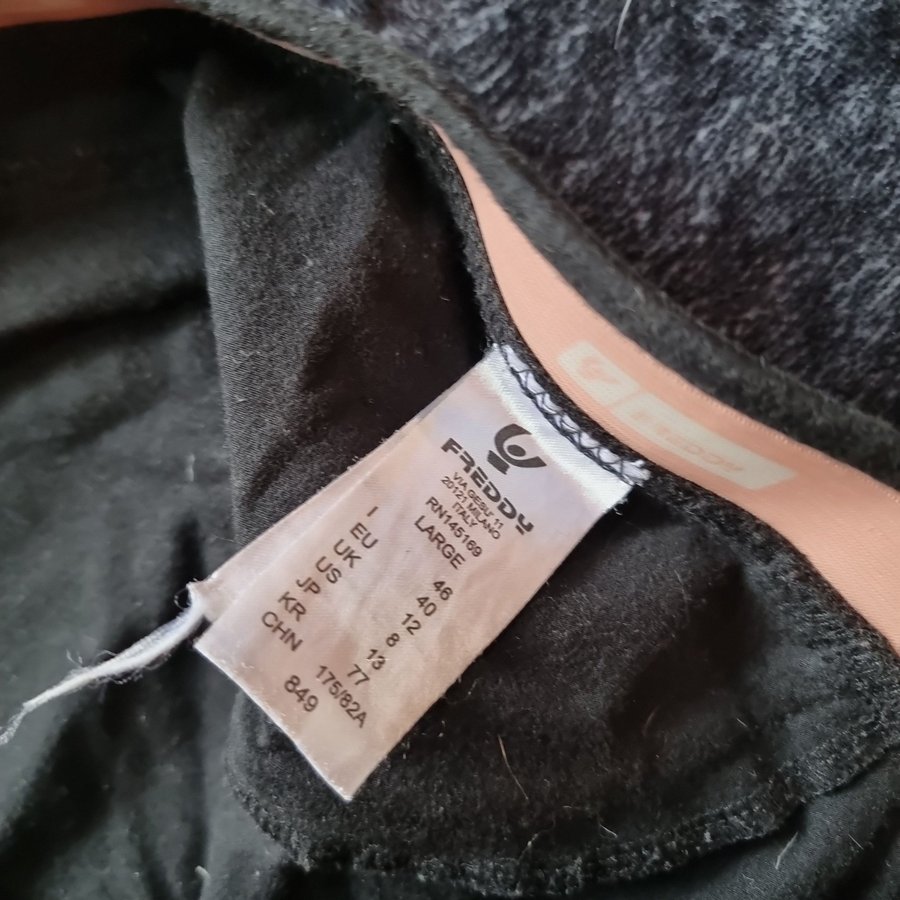 FREDDY
VIA GESU' 11
20121 MILANO
ITALY
RN145169
LARGE
I 46
EU 40
UK 12
US 8
JP 13
KR 77
CHN 175/82A
849
FREDDY